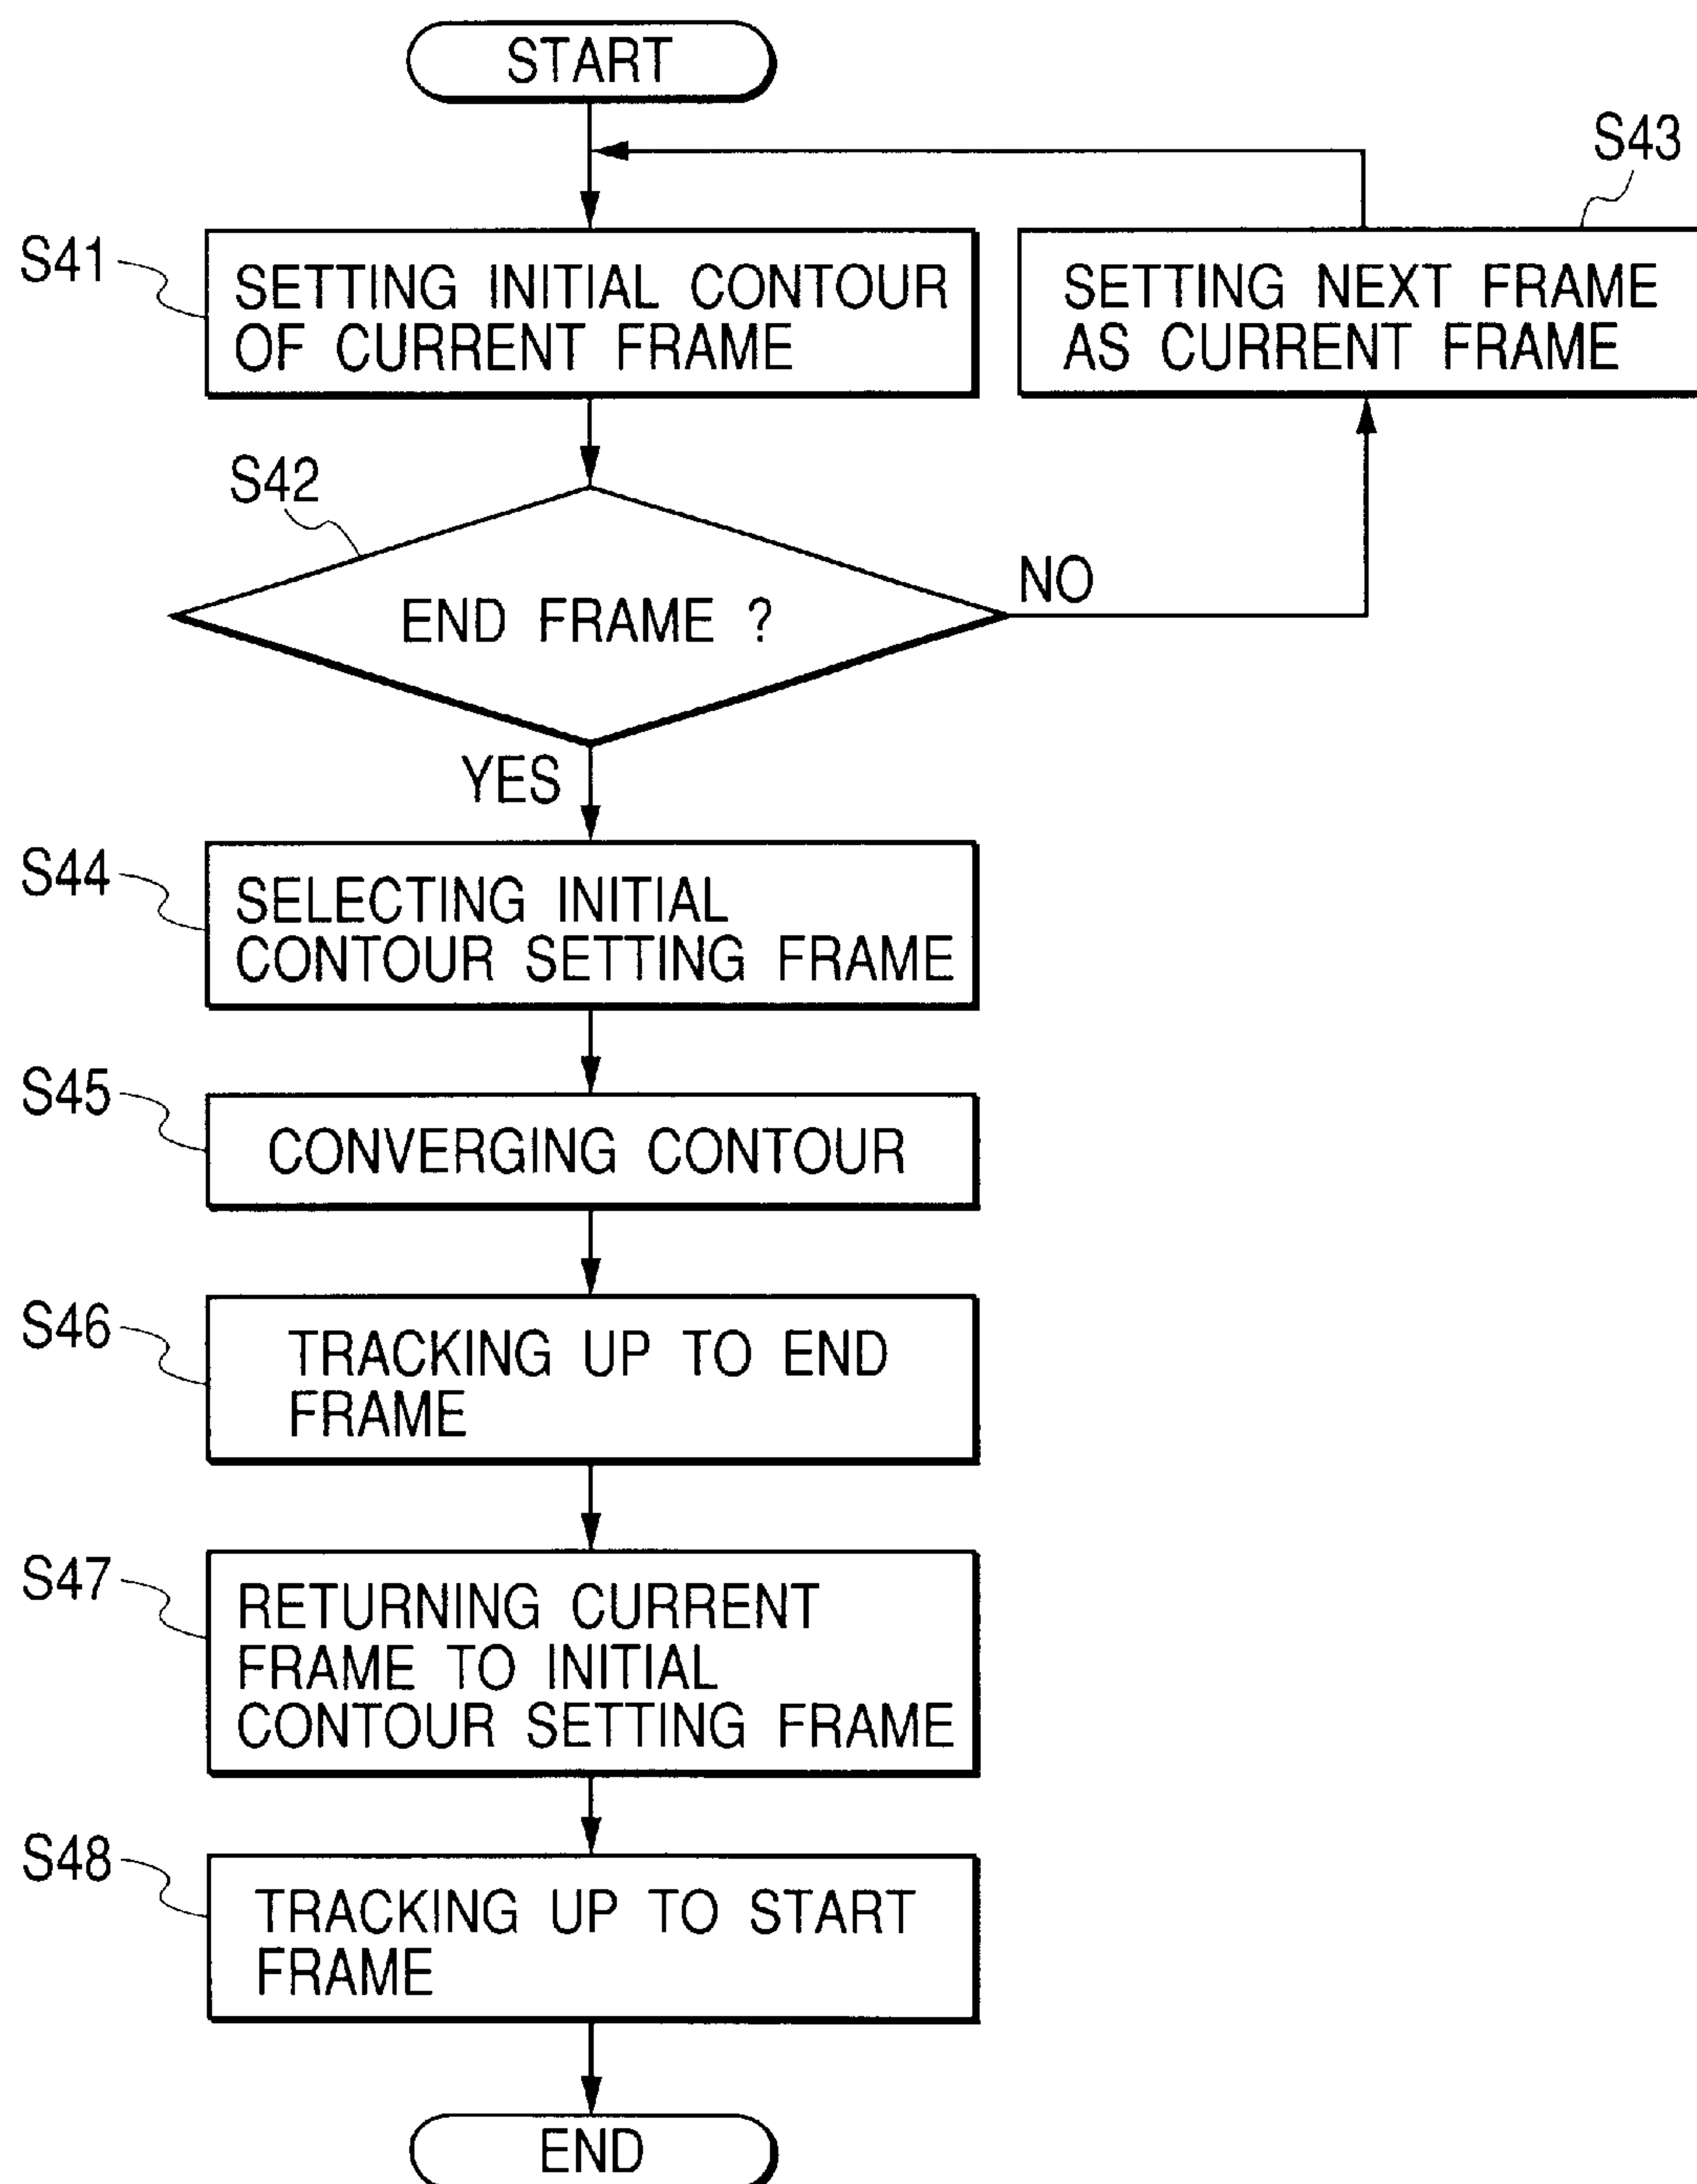 START
S43
S41
SETTING INITIAL CONTOUR
OF CURRENT FRAME
SETTING NEXT FRAME
AS CURRENT FRAME
S42
END FRAME ?
NO
YES
S44
SELECTING INITIAL
CONTOUR SETTING FRAME
S45
CONVERGING CONTOUR
S46
TRACKING UP TO END
FRAME
S47
RETURNING CURRENT
FRAME TO INITIAL
CONTOUR SETTING FRAME
S48
TRACKING UP TO START
FRAME
END